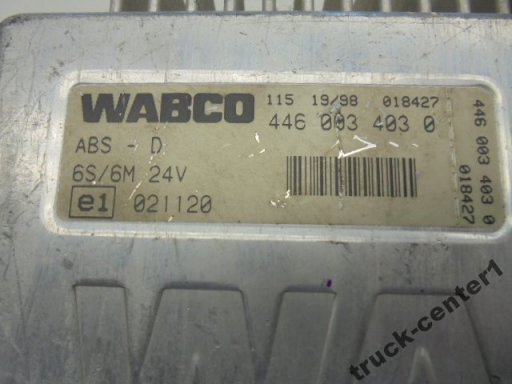 WABCO 115 19/98 018427
446 003 403 0
ABS - D
6S/6M 24V
e1 021120
446 003 403 0
018427
truck-center1